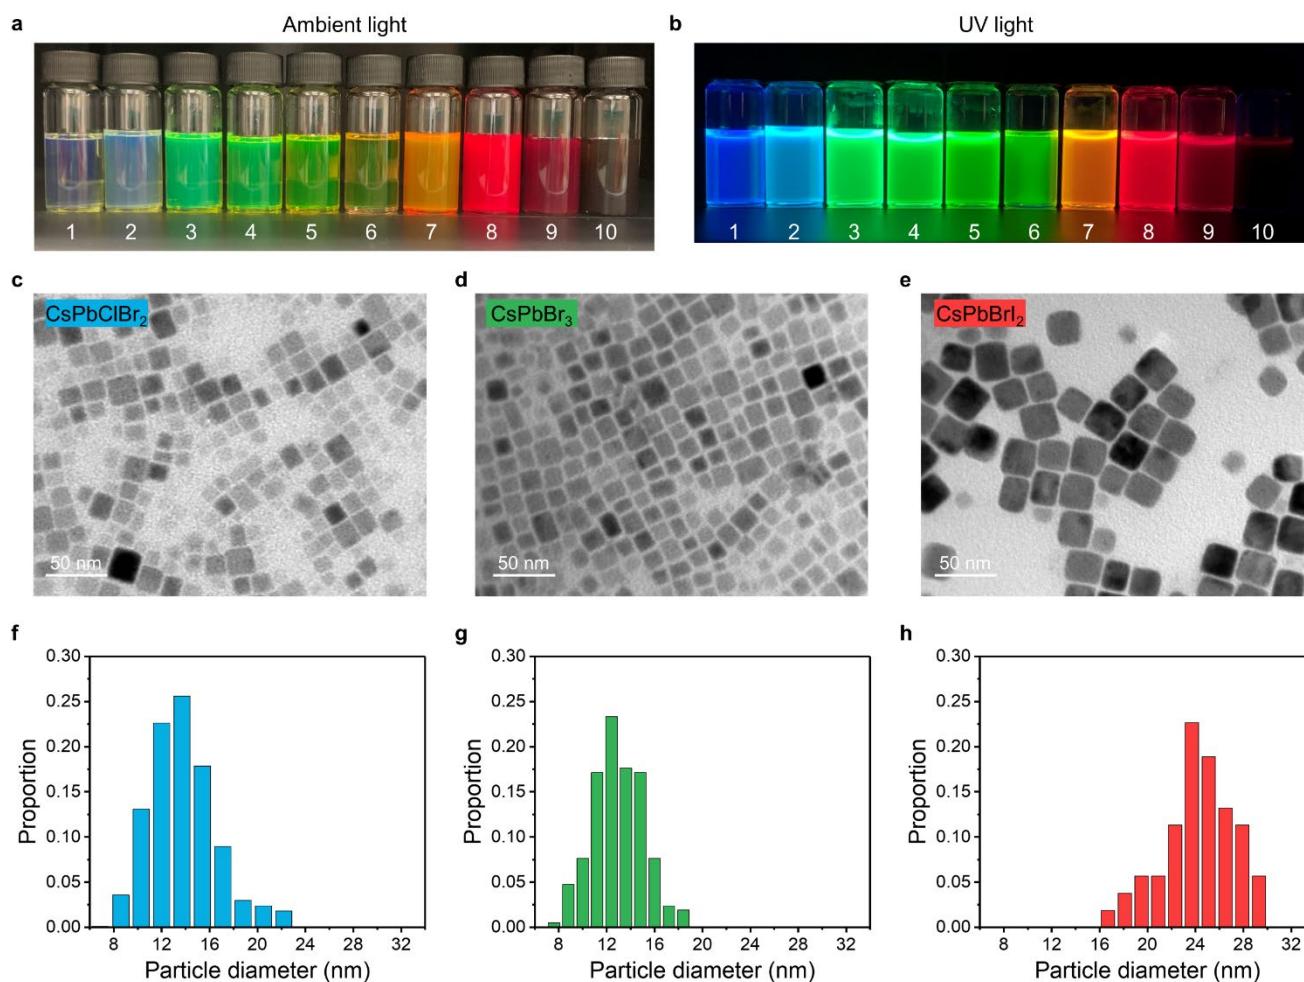 a
Ambient light
b
UV light
1 2 3 4 5 6 7 8 9 10
1 2 3 4 5 6 7 8 9 10
c
CsPbClBr₂
50 nm
d
CsPbBr₃
50 nm
e
CsPbBrI₂
50 nm
f
0.30
0.25
0.20
0.15
0.10
0.05
0.00
Proportion
8 12 16 20 24 28 32
Particle diameter (nm)
g
0.30
0.25
0.20
0.15
0.10
0.05
0.00
Proportion
8 12 16 20 24 28 32
Particle diameter (nm)
h
0.30
0.25
0.20
0.15
0.10
0.05
0.00
Proportion
8 12 16 20 24 28 32
Particle diameter (nm)